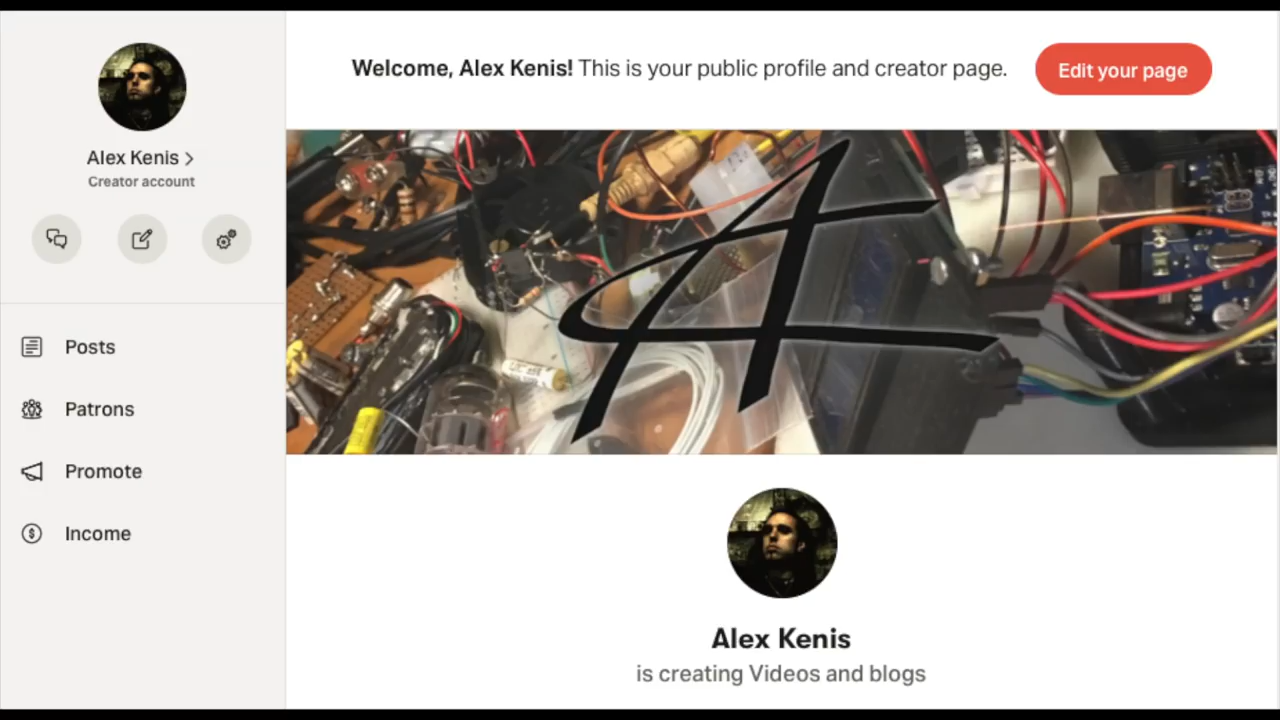 Alex Kenis
Creator account
Posts
Patrons
Promote
Income
Welcome, Alex Kenis! This is your public profile and creator page.
Edit your page
A
Alex Kenis
is creating Videos and blogs